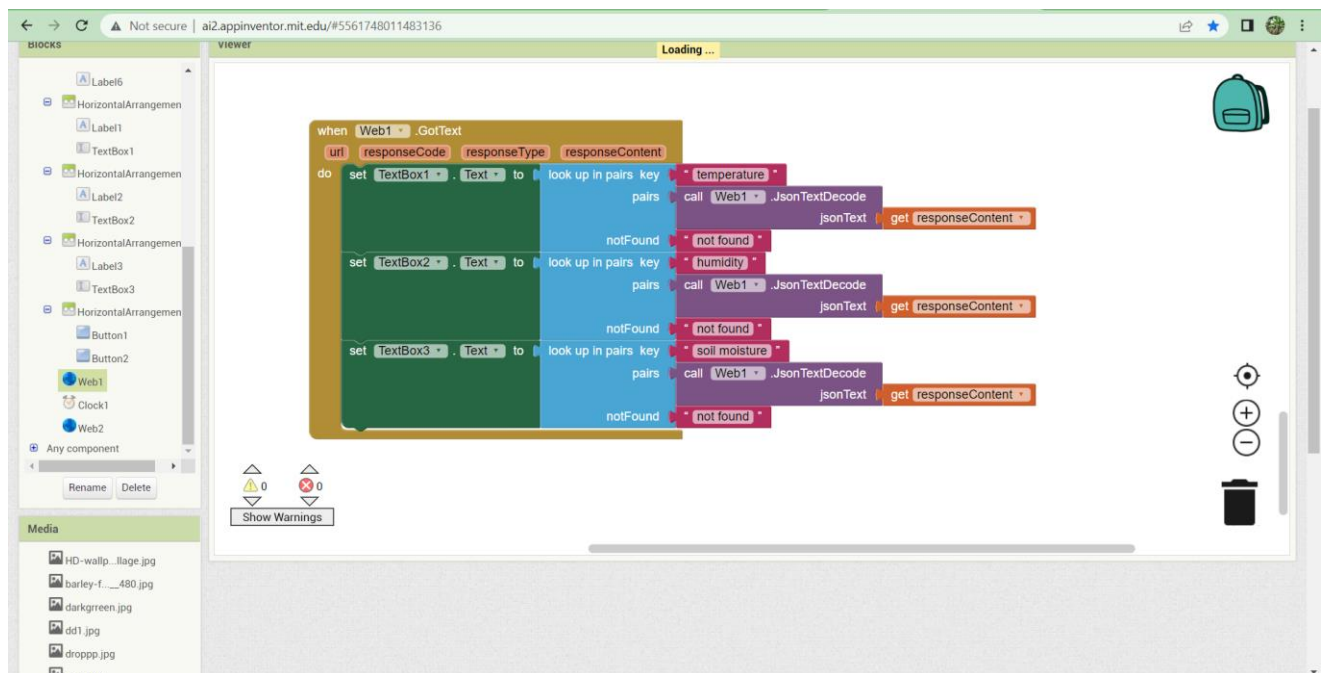 Not secure | ai2.appinventor.mit.edu/#5561748011483136
Blocks
Viewer
Loading ...
Label6
HorizontalArrangemen
Label1
TextBox1
HorizontalArrangemen
Label2
TextBox2
HorizontalArrangemen
Label3
TextBox3
HorizontalArrangemen
Button1
Button2
Web1
Clock1
Web2
Any component
Rename Delete
Media
HD-wallp...llage.jpg
barley-f...__480.jpg
darkgrreen.jpg
dd1.jpg
droppp.jpg
when Web1 .GotText
url responseCode responseType responseContent
do set TextBox1 . Text to look up in pairs key " temperature "
pairs call Web1 .JsonTextDecode
jsonText get responseContent
notFound " not found "
set TextBox2 . Text to look up in pairs key " humidity "
pairs call Web1 .JsonTextDecode
jsonText get responseContent
notFound " not found "
set TextBox3 . Text to look up in pairs key " soil moisture "
pairs call Web1 .JsonTextDecode
jsonText get responseContent
notFound " not found "
0 0
Show Warnings